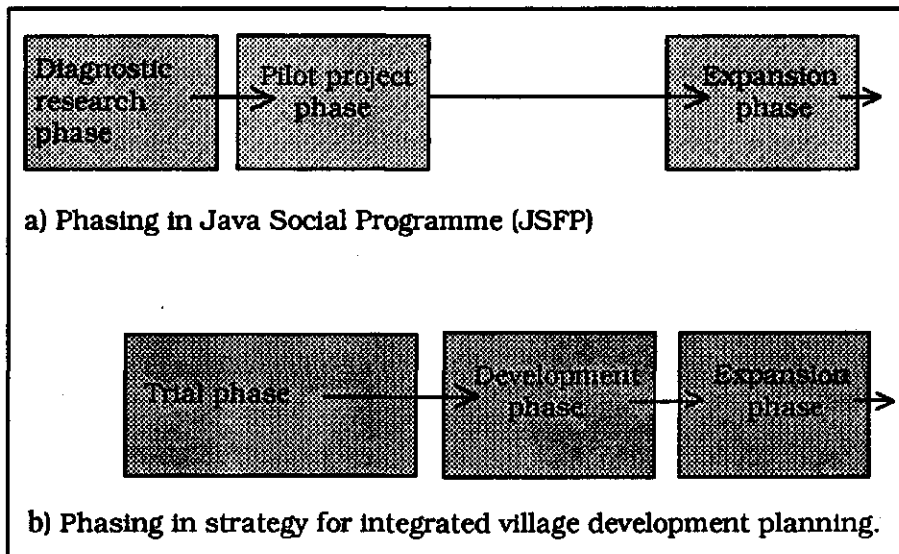 Diagnostic
research
phase
Pilot project
phase
Expansion
phase
a) Phasing in Java Social Programme (JSFP)
Trial phase
Development
phase
Expansion
phase
b) Phasing in strategy for integrated village development planning.